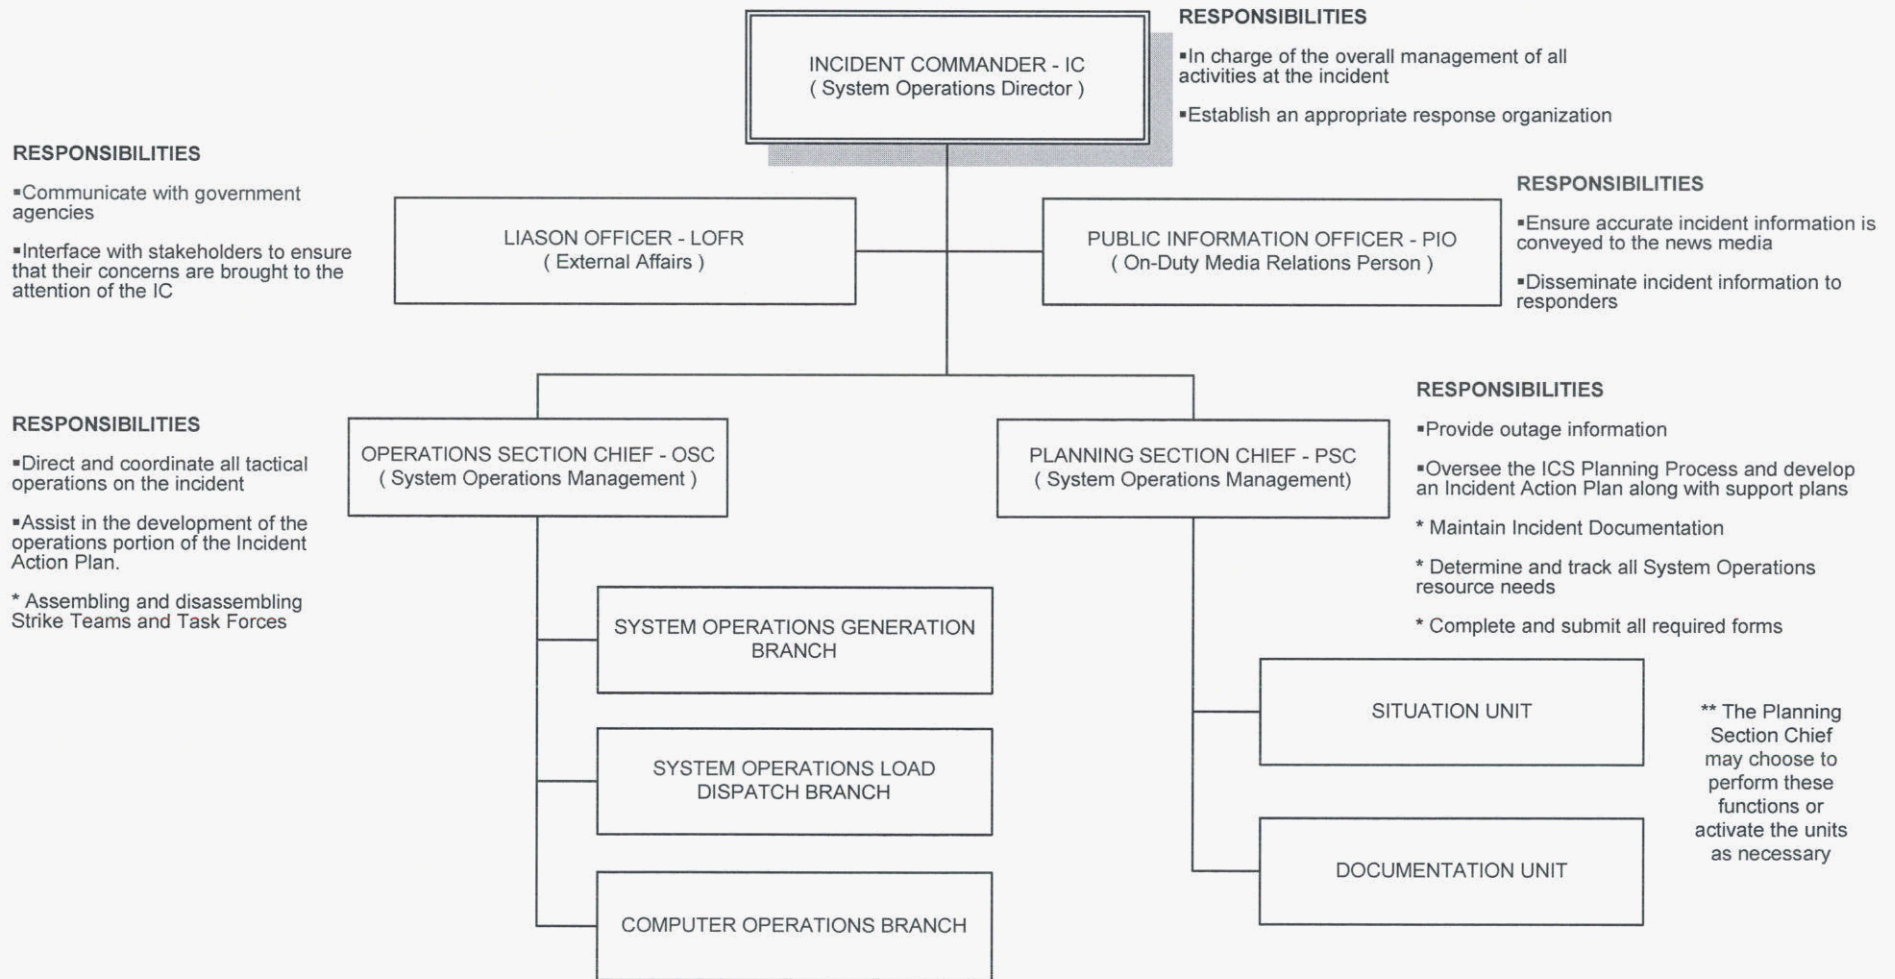 INCIDENT COMMANDER - IC
( System Operations Director )
RESPONSIBILITIES
▪In charge of the overall management of all
activities at the incident
▪Establish an appropriate response organization
RESPONSIBILITIES
▪Communicate with government
agencies
▪Interface with stakeholders to ensure
that their concerns are brought to the
attention of the IC
LIASON OFFICER - LOFR
( External Affairs )
PUBLIC INFORMATION OFFICER - PIO
( On-Duty Media Relations Person )
RESPONSIBILITIES
▪Ensure accurate incident information is
conveyed to the news media
▪Disseminate incident information to
responders
RESPONSIBILITIES
▪Direct and coordinate all tactical
operations on the incident
▪Assist in the development of the
operations portion of the Incident
Action Plan.
* Assembling and disassembling
Strike Teams and Task Forces
OPERATIONS SECTION CHIEF - OSC
( System Operations Management )
PLANNING SECTION CHIEF - PSC
( System Operations Management)
RESPONSIBILITIES
▪Provide outage information
▪Oversee the ICS Planning Process and develop
an Incident Action Plan along with support plans
* Maintain Incident Documentation
* Determine and track all System Operations
resource needs
* Complete and submit all required forms
SYSTEM OPERATIONS GENERATION
BRANCH
SYSTEM OPERATIONS LOAD
DISPATCH BRANCH
COMPUTER OPERATIONS BRANCH
SITUATION UNIT
DOCUMENTATION UNIT
** The Planning
Section Chief
may choose to
perform these
functions or
activate the units
as necessary